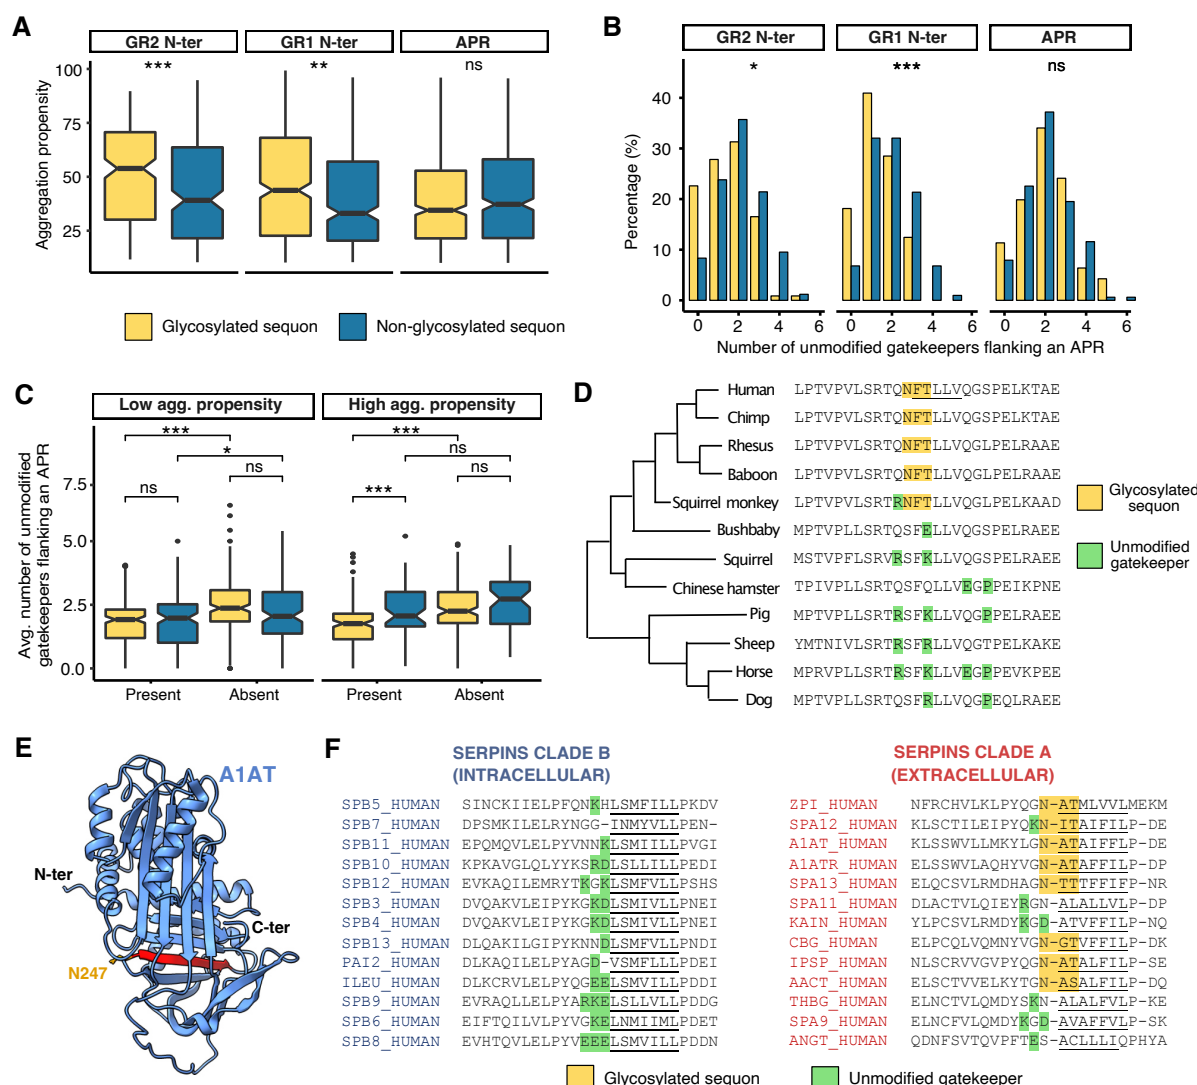 A
GR2 N-ter GR1 N-ter APR
*** ** ns
Aggregation propensity
100
75
50
25
Glycosylated sequon Non-glycosylated sequon
B
GR2 N-ter GR1 N-ter APR
* *** ns
Percentage (%)
40
30
20
10
0
0 2 4 6 0 2 4 6 0 2 4 6
Number of unmodified gatekeepers flanking an APR
C
Low agg. propensity High agg. propensity
*** ***
* ns
ns ns
ns ***
Avg. number of unmodified
gatekeepers flanking an APR
7.5
5.0
2.5
0.0
Present Absent Present Absent
D
Human LPTVPVLSRTQNFTLLVQGSPELKTAE
Chimp LPTVPVLSRTQNFTLLVQGSPELKTAE
Rhesus LPTVPVLSRTQNFTLLVQGLPELRAAE
Baboon LPTVPVLSRTQNFTLLVQGLPELRAAE
Squirrel monkey LPTVPVLSRTRNFTLLVQGLPELKAAD
Bushbaby MPTVPLLSRTQSFELLVQGSPELRAEE
Squirrel MSTVPFLSRVRSFKLLVQGSPELRAEE
Chinese hamster TPIVPLLSRTQSFQLLVEGPPEIKPNE
Pig MPTVPLLSRTRSFKLLVQGPPELRAEE
Sheep YMTNIVLSRTRSFRLLVQGTPELKAKE
Horse MPRVPLLSRTRSFKLLVEGPPEVKPEE
Dog MPTVPLLSRTQSFRLLVQGPEQLRAEE
Glycosylated
sequon
Unmodified
gatekeeper
E
A1AT
N-ter
C-ter
N247
F
SERPINS CLADE B
(INTRACELLULAR)
SPB5_HUMAN SINCKIIELPFQNKHLSMFILLPKDV
SPB7_HUMAN DPSMKILELRYNGG-INMYVLLPEN-
SPB11_HUMAN EPQMQVLELPYVNNKLSMIILLPVGI
SPB10_HUMAN KPKAVGLQLYYKSRDLSLLILLPEDI
SPB12_HUMAN EVKAQILEMRYTKGKLSMFVLLPSHS
SPB3_HUMAN DVQAKVLEIPYKGKDLSMIVLLPNEI
SPB4_HUMAN DVQAKVLEIPYKGKDLSMIVLLPNEI
SPB13_HUMAN DLQAKILGIPYKNNDLSMFVLLPNDI
PAI2_HUMAN DLKAQILELPYAGD-VSMFLLLPDEI
ILEU_HUMAN DLKCRVLELPYQGEELSMVILLPDDI
SPB9_HUMAN EVRAQLLELPYARKELSLLVLLPDDG
SPB6_HUMAN EIFTQILVLPYVGKELNMIIMLPDET
SPB8_HUMAN EVHTQVLELPYVEEELSMVILLPDDN
SERPINS CLADE A
(EXTRACELLULAR)
ZPI_HUMAN NFRCHVLKLPYQGN-ATMLVVLMEKM
SPA12_HUMAN KLSCTILEIPYQKN-ITAIFILP-DE
A1AT_HUMAN ELSSWVLLMKYLGN-ATAIFFLP-DE
A1ATR_HUMAN ELSSWVLAQHYVGN-ATAFFILP-DP
SPA13_HUMAN ELQCSVLRMDHAGN-TTTFFIFP-NR
SPA11_HUMAN DLACTVLQIEYRGN-ALALLVLP-DP
KAIN_HUMAN YLPCSVLRMDYKGD-ATVFFILP-NQ
CBG_HUMAN ELPCQLVQMNYVGN-GTVFFILP-DK
IPSP_HUMAN NLSCRVVGVPYQGN-ATALFILP-SE
AACT_HUMAN ELSCTVVELKYTGN-ASALFILP-DQ
THBG_HUMAN ELNCTVLQMDYSKN-ALALFVLP-KE
SPA9_HUMAN ELNCFVLQMDYKGD-AVAFFVLP-SK
ANGT_HUMAN QDNFSVTQVPFTES-ACLLLIQPHYA
Glycosylated sequon Unmodified gatekeeper